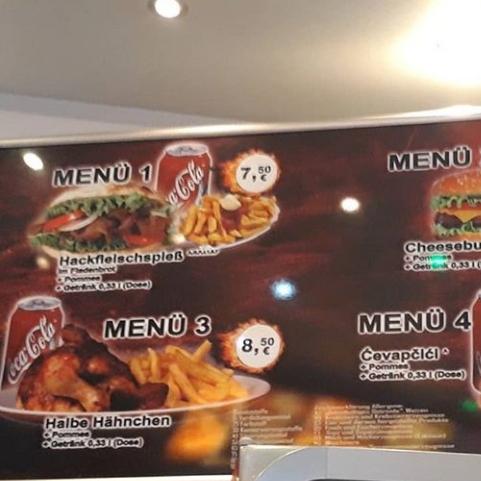 MENÜ 1
Coca-Cola
7,50 €
Hackfleischspieß
im Fladenbrot
+ Pommes
+ Getränk 0,33 l (Dose)
MENÜ
Cheesebu
+ Pommes
+ Getränk 0,33 l (
MENÜ 3
Coca-Cola
8,50 €
Halbe Hähnchen
+ Pommes
+ Getränk 0,33 l (Dose)
MENÜ 4
Ćevapčići *
+ Pommes
+ Getränk 0,33 l (Dose)